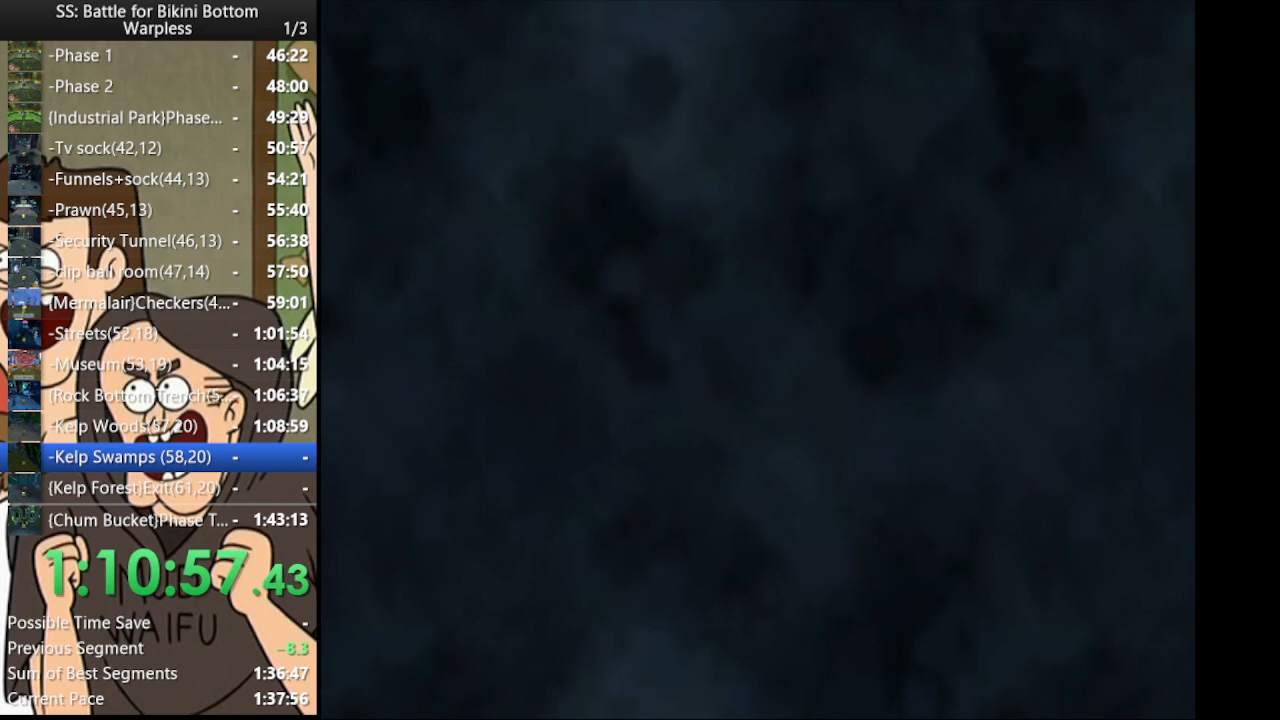 SS: Battle for Bikini Bottom
Warpless 1/3
-Phase 1 - 46:22
-Phase 2 - 48:00
{Industrial Park}Phase... - 49:29
-Tv sock(42,12) - 50:57
-Funnels+sock(44,13) - 54:21
-Prawn(45,13) - 55:40
-Security Tunnel(46,13) - 56:38
-clip ball room(47,14) - 57:50
{Mermalair}Checkers(4... - 59:01
-Streets(52,18) - 1:01:54
-Museum(53,19) - 1:04:15
{Rock Bottom}Trench(5... - 1:06:37
-Kelp Woods(57,20) - 1:08:59
-Kelp Swamps (58,20) - -
{Kelp Forest}Exit(61,20) - -
{Chum Bucket}Phase T... - 1:43:13
1:10:57.43
Possible Time Save -
WAIFU
Previous Segment -8.3
Sum of Best Segments 1:36:47
Current Pace 1:37:56